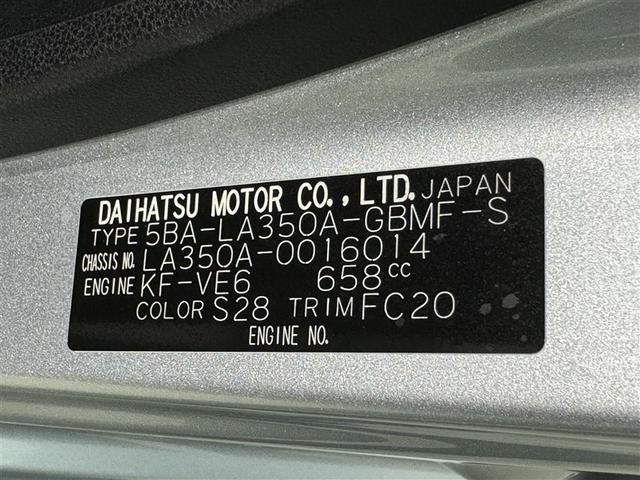 DAIHATSU MOTOR CO.,LTD. JAPAN
TYPE 5BA-LA350A-GBMF-S
CHASSIS NO. LA350A-0016014
ENGINE KF-VE6 658cc
COLOR S28 TRIM FC20
ENGINE NO.